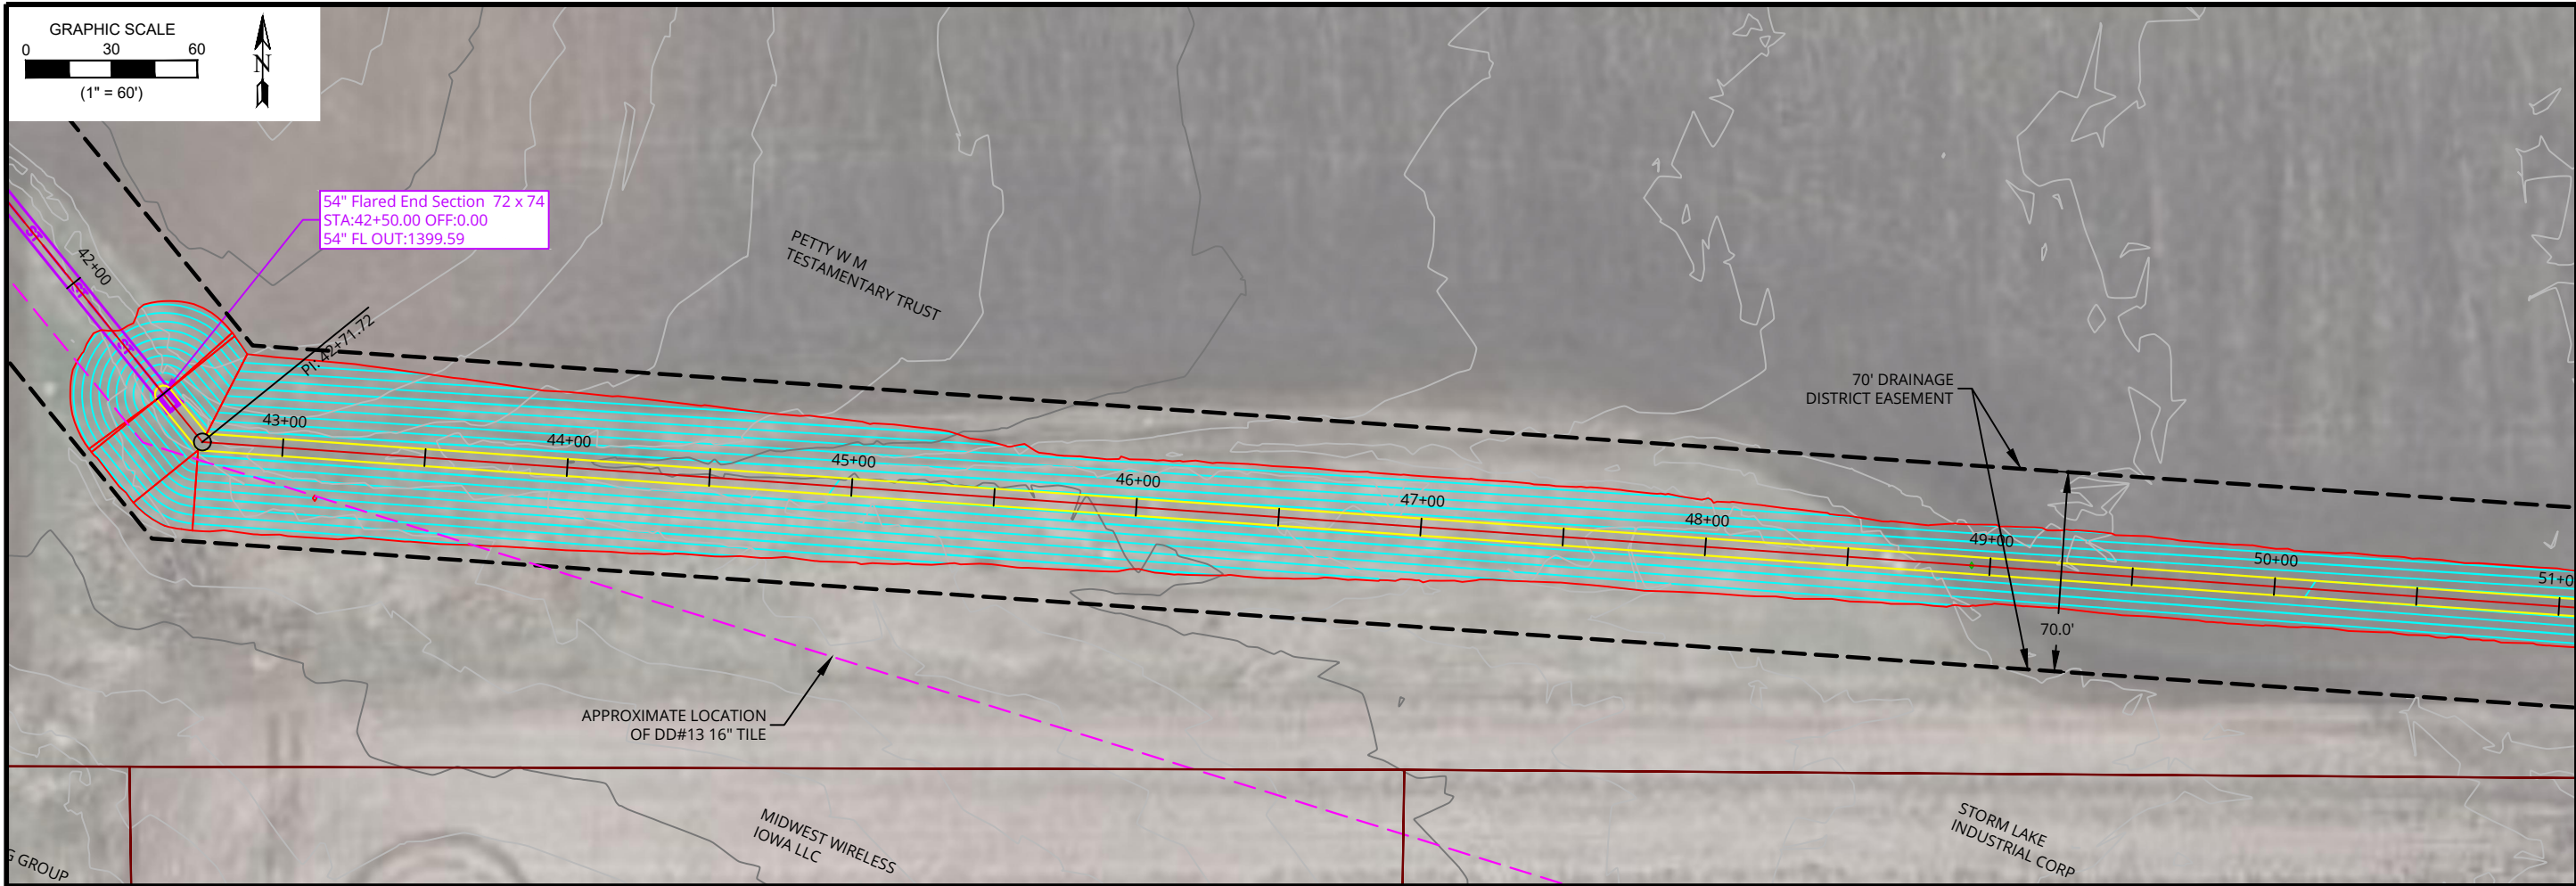 GRAPHIC SCALE
0 30 60
(1" = 60')
N
54" Flared End Section 72 x 74
STA:42+50.00 OFF:0.00
54" FL OUT:1399.59
42+00
PI: 42+71.72
PETTY W M
TESTAMENTARY TRUST
70' DRAINAGE
DISTRICT EASEMENT
43+00
44+00
45+00
46+00
47+00
48+00
49+00
50+00
51+0
70.0'
APPROXIMATE LOCATION
OF DD#13 16" TILE
MIDWEST WIRELESS
IOWA LLC
STORM LAKE
INDUSTRIAL CORP
G GROUP